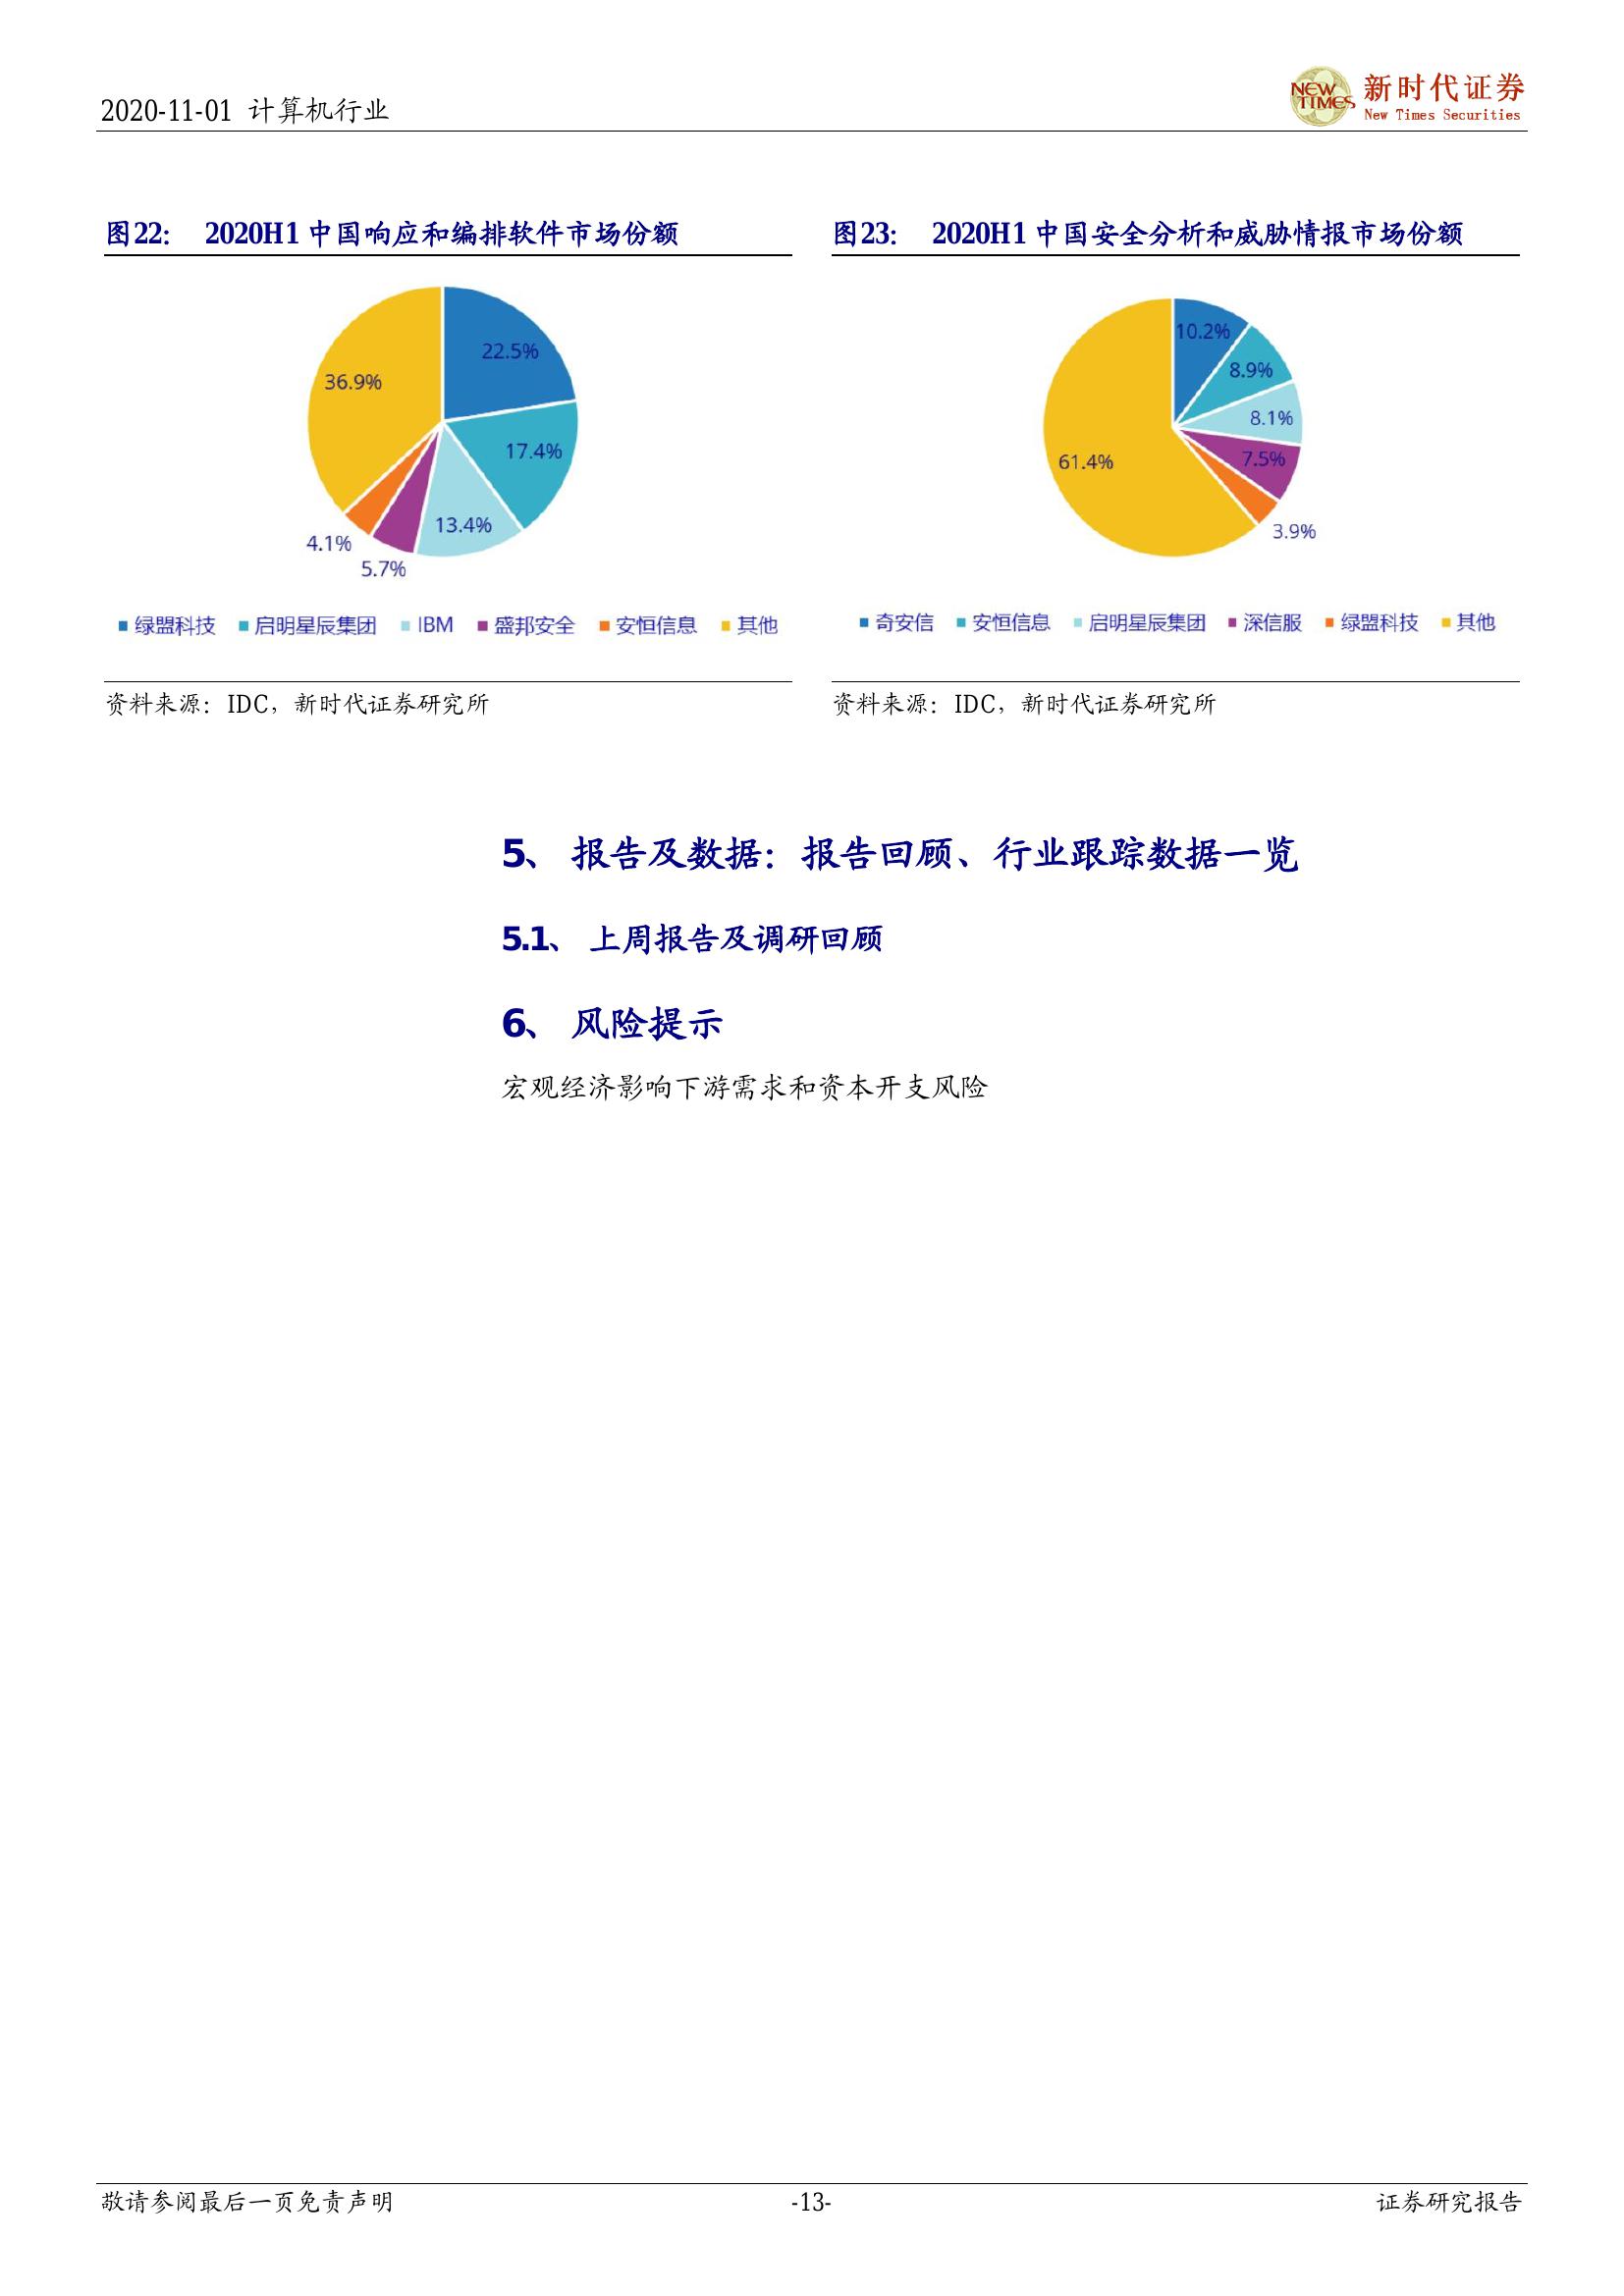 2020-11-01 计算机行业
NEW TIMES 新时代证券
New Times Securities
图22： 2020H1 中国响应和编排软件市场份额
22.5%
36.9%
17.4%
13.4%
4.1%
5.7%
绿盟科技 启明星辰集团 IBM 盛邦安全 安恒信息 其他
资料来源：IDC，新时代证券研究所
图23： 2020H1 中国安全分析和威胁情报市场份额
10.2%
8.9%
8.1%
7.5%
61.4%
3.9%
奇安信 安恒信息 启明星辰集团 深信服 绿盟科技 其他
资料来源：IDC，新时代证券研究所
5、 报告及数据：报告回顾、行业跟踪数据一览
5.1、 上周报告及调研回顾
6、 风险提示
宏观经济影响下游需求和资本开支风险
敬请参阅最后一页免责声明 -13- 证券研究报告